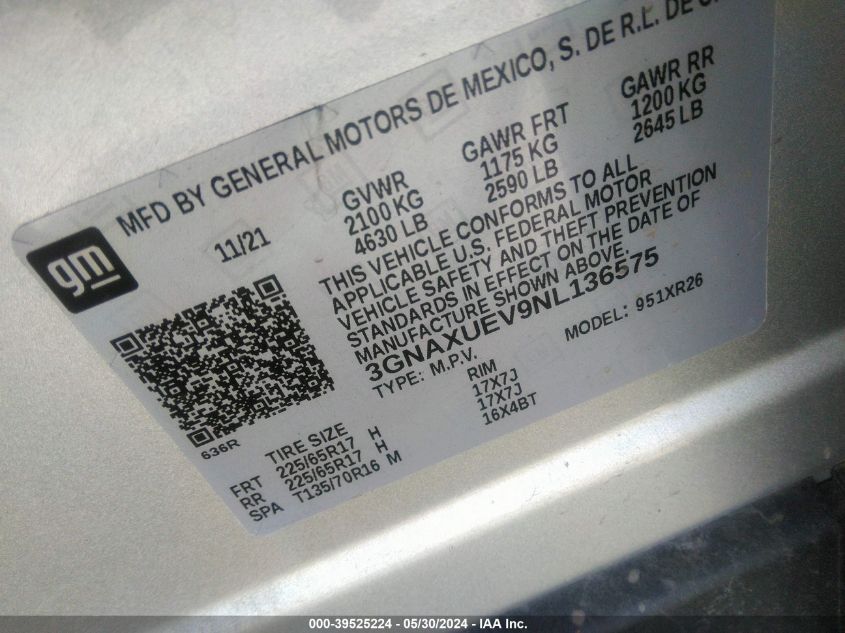 MFD BY GENERAL MOTORS DE MEXICO, S. DE R.L. DE
gm
11/21
GVWR
2100 KG
4630 LB
GAWR FRT
1175 KG
2590 LB
GAWR RR
1200 KG
2645 LB
THIS VEHICLE CONFORMS TO ALL
APPLICABLE U.S. FEDERAL MOTOR
VEHICLE SAFETY AND THEFT PREVENTION
STANDARDS IN EFFECT ON THE DATE OF
MANUFACTURE SHOWN ABOVE.
3GNAXUEV9NL136575
TYPE: M.P.V.
MODEL: 951XR26
636R
TIRE SIZE RIM
FRT 225/65R17 H 17X7J
RR 225/65R17 H 17X7J
SPA T135/70R16 M 16X4BT
000-39525224 - 05/30/2024 - IAA Inc.